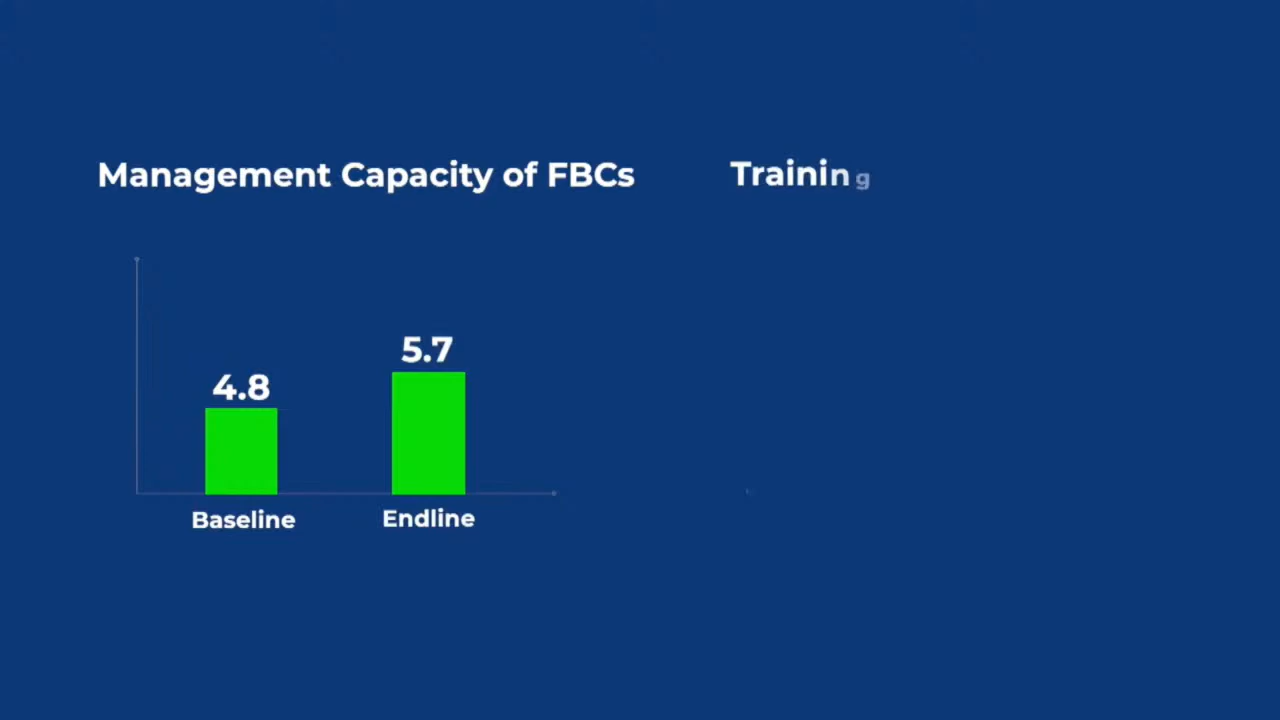 Management Capacity of FBCs
Training
5.7
4.8
Baseline
Endline